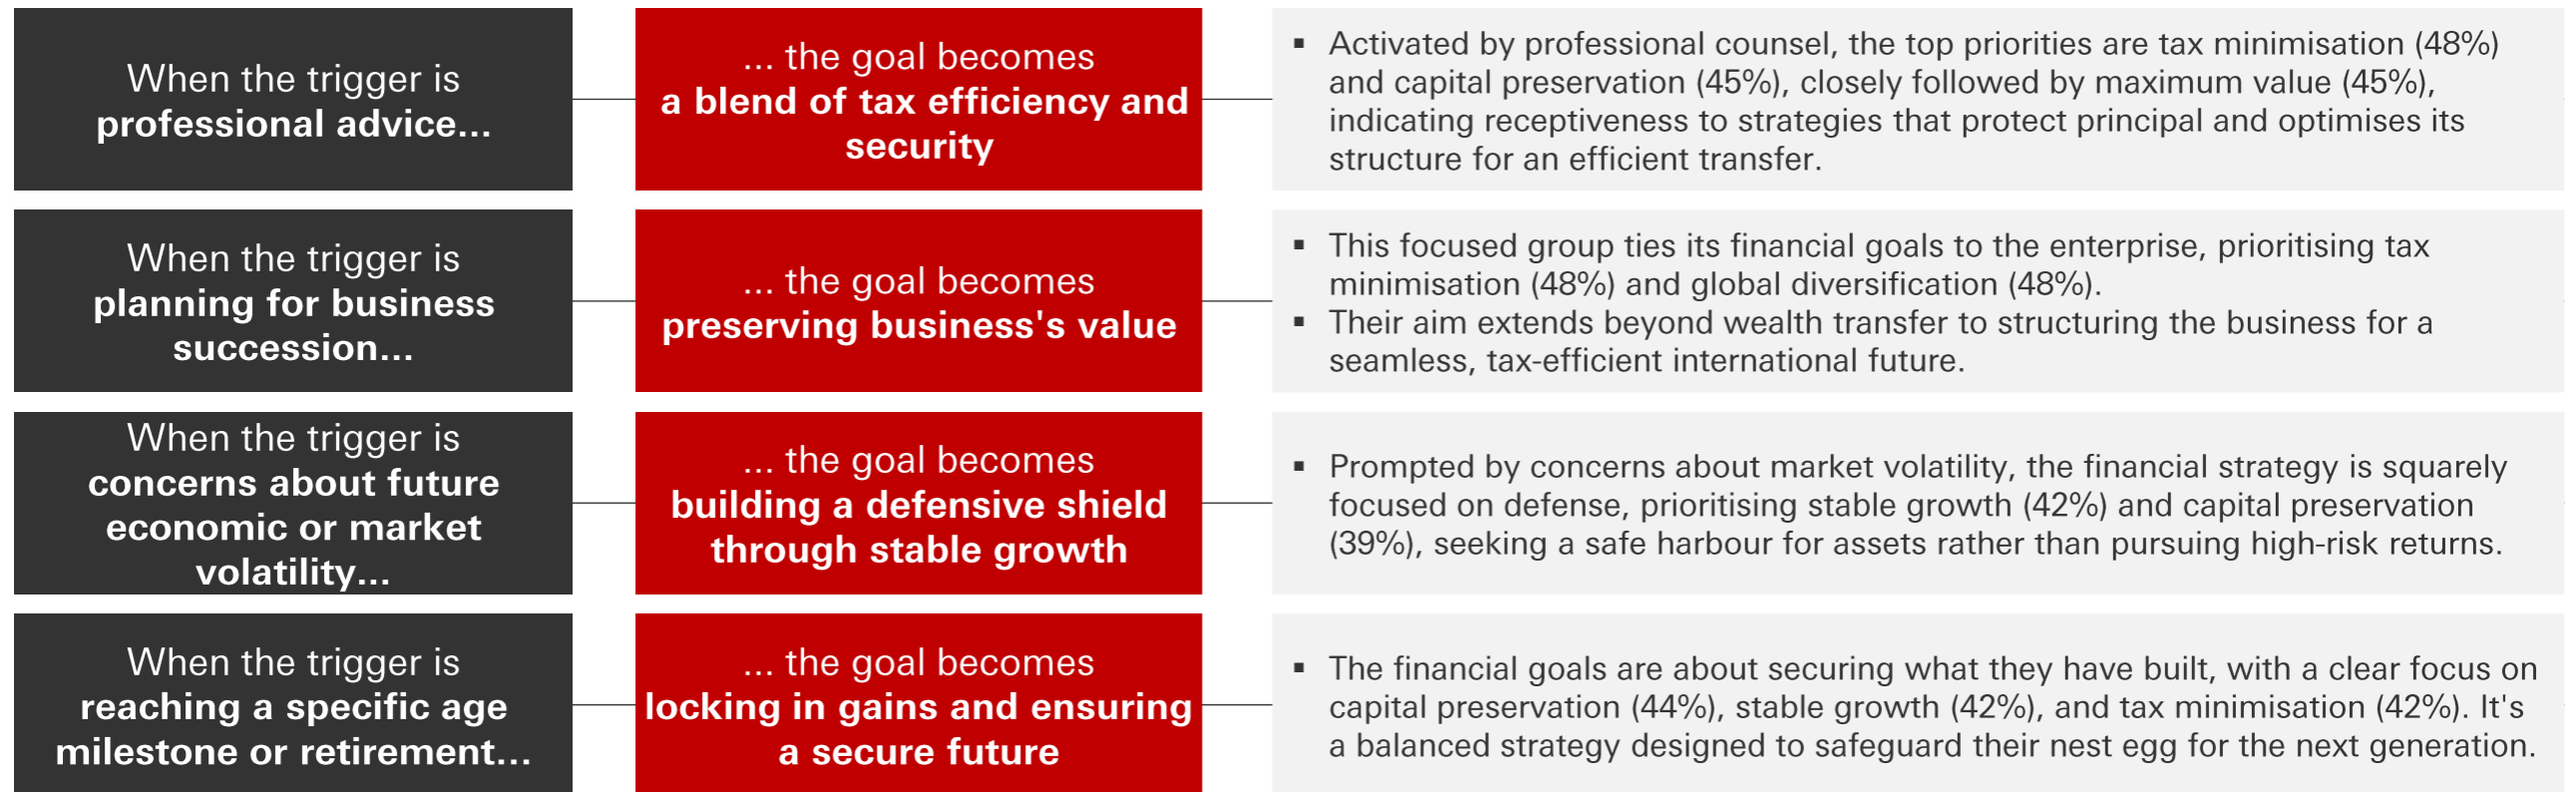 When the trigger is
professional advice...
... the goal becomes
a blend of tax efficiency and
security
▪ Activated by professional counsel, the top priorities are tax minimisation (48%)
and capital preservation (45%), closely followed by maximum value (45%),
indicating receptiveness to strategies that protect principal and optimises its
structure for an efficient transfer.
When the trigger is
planning for business
succession...
... the goal becomes
preserving business's value
▪ This focused group ties its financial goals to the enterprise, prioritising tax
minimisation (48%) and global diversification (48%).
▪ Their aim extends beyond wealth transfer to structuring the business for a
seamless, tax-efficient international future.
When the trigger is
concerns about future
economic or market
volatility...
... the goal becomes
building a defensive shield
through stable growth
▪ Prompted by concerns about market volatility, the financial strategy is squarely
focused on defense, prioritising stable growth (42%) and capital preservation
(39%), seeking a safe harbour for assets rather than pursuing high-risk returns.
When the trigger is
reaching a specific age
milestone or retirement...
... the goal becomes
locking in gains and ensuring
a secure future
▪ The financial goals are about securing what they have built, with a clear focus on
capital preservation (44%), stable growth (42%), and tax minimisation (42%). It's
a balanced strategy designed to safeguard their nest egg for the next generation.